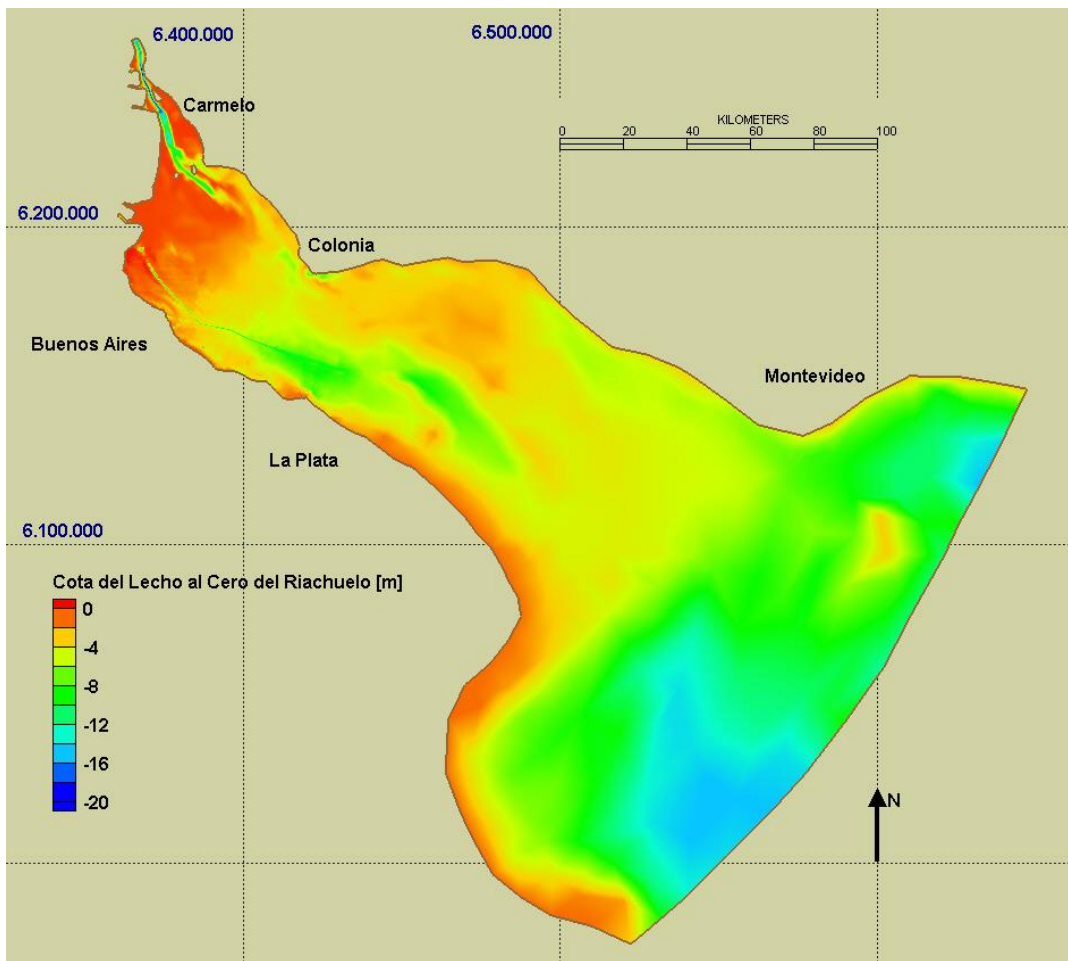 6.400.000
6.500.000
Carmelo
KILOMETERS
0 20 40 60 80 100
6.200.000
Colonia
Buenos Aires
Montevideo
La Plata
6.100.000
Cota del Lecho al Cero del Riachuelo [m]
0
-4
-8
-12
-16
-20
N